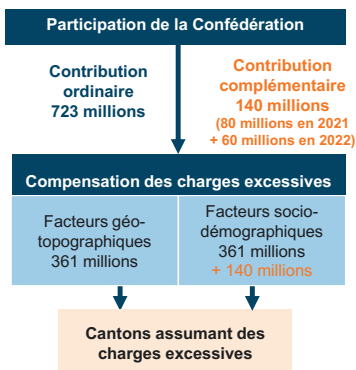 Participation de la Confédération
Contribution
ordinaire
723 millions
Contribution
complémentaire
140 millions
(80 millions en 2021
+ 60 millions en 2022)
Compensation des charges excessives
Facteurs géo-
topographiques
361 millions
Facteurs socio-
démographiques
361 millions
+ 140 millions
Cantons assumant des
charges excessives